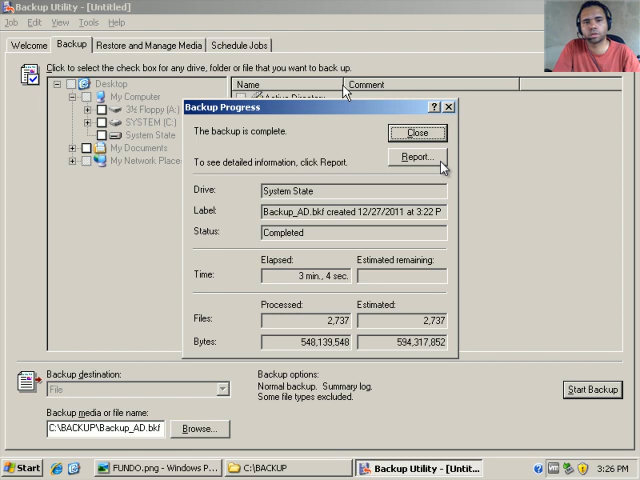 Backup Utility - [Untitled]
Job Edit View Tools Help
Welcome Backup Restore and Manage Media Schedule Jobs
Click to select the check box for any drive, folder or file that you want to back up.
Desktop
My Computer
3½ Floppy (A:)
SYSTEM (C:)
System State
My Documents
My Network Places
Name Comment
Active Directory
Backup Progress
The backup is complete.
Close
To see detailed information, click Report.
Report...
Drive: System State
Label: Backup_AD.bkf created 12/27/2011 at 3:22 P
Status: Completed
Elapsed: Estimated remaining:
Time: 3 min., 4 sec.
Processed: Estimated:
Files: 2,737 2,737
Bytes: 548,139,548 594,317,852
Backup destination:
File
Backup media or file name:
C:\BACKUP\Backup_AD.bkf Browse...
Backup options:
Normal backup. Summary log.
Some file types excluded.
Start Backup
Start FUNDO.png - Windows P... C:\BACKUP Backup Utility - [Untit... 3:26 PM